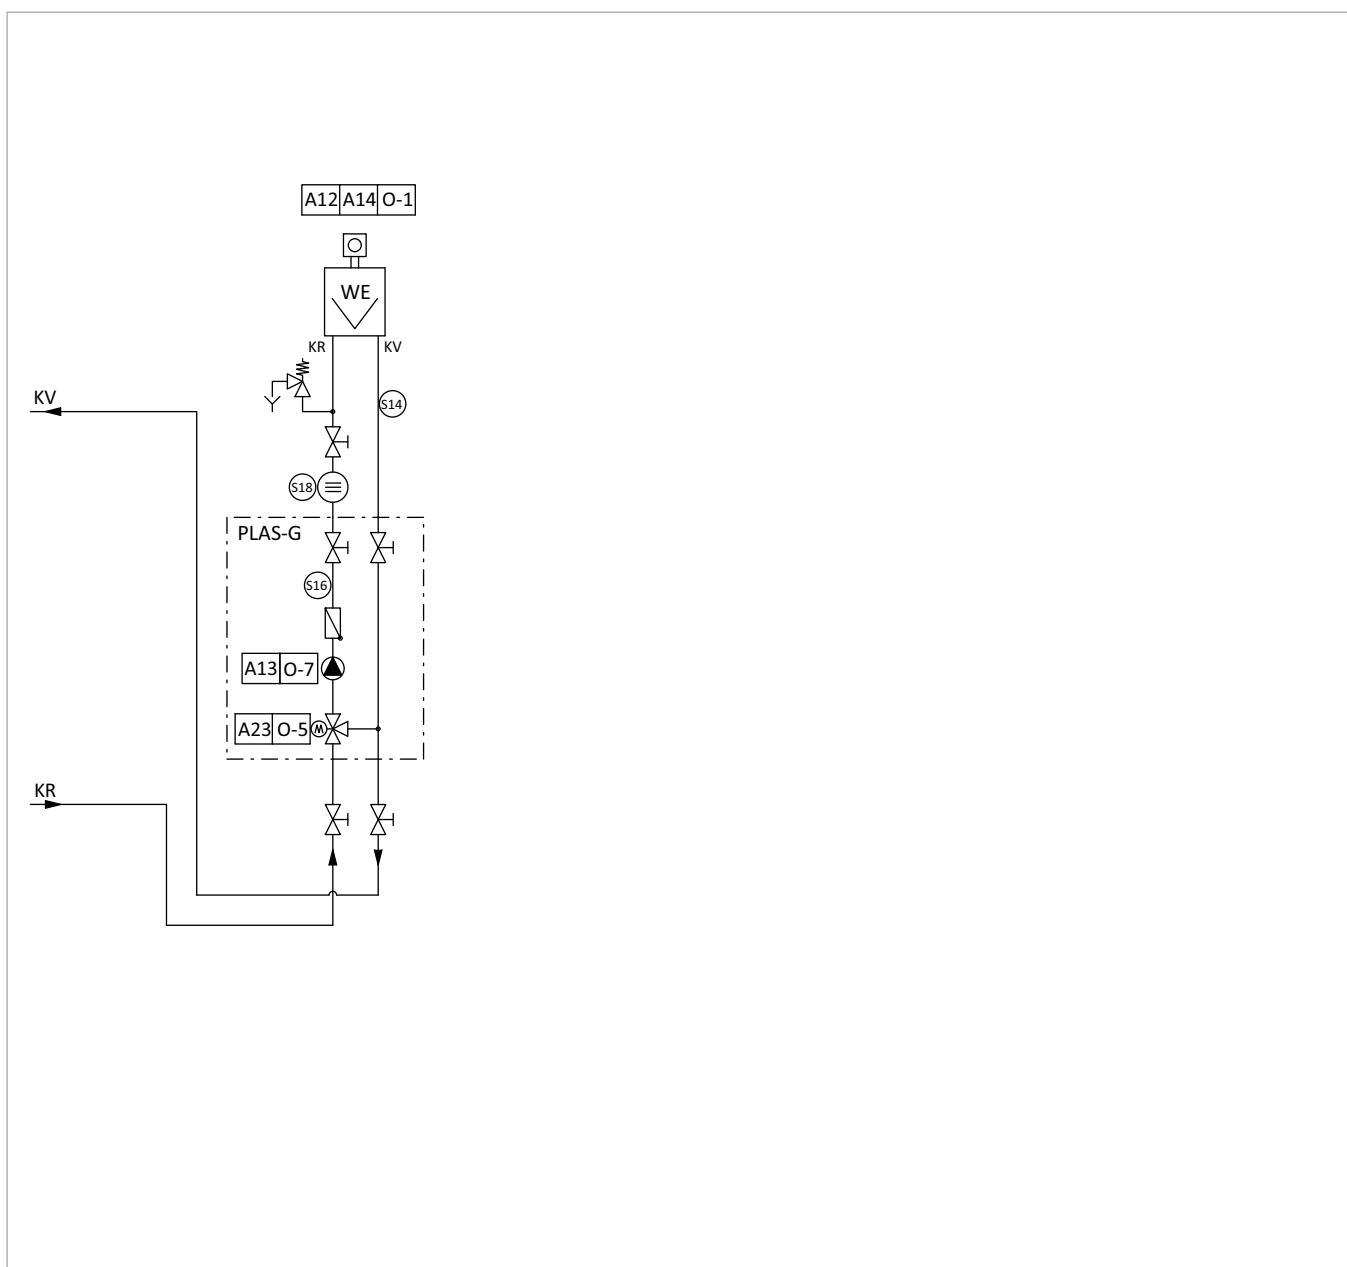 A12 A14 O-1
WE
KR KV
KV
S14
S18
PLAS-G
S16
A13 O-7
A23 O-5 M
KR